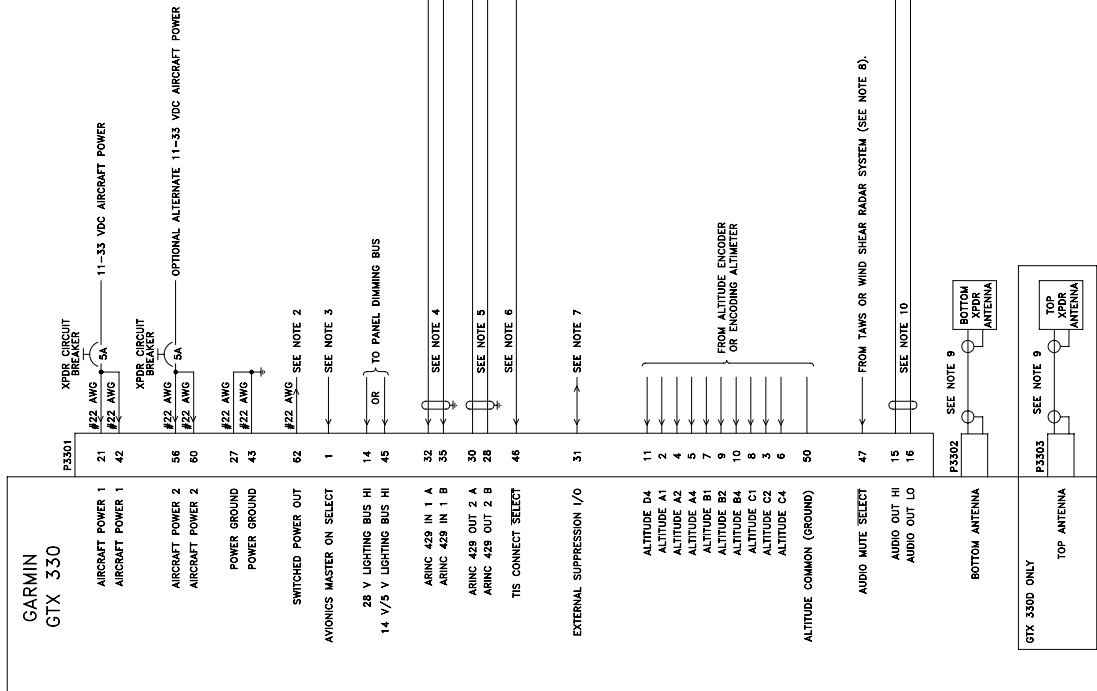 GARMIN
GTX 330
P3301
AIRCRAFT POWER 1 21 #22 AWG XPDR CIRCUIT BREAKER 5A 11-33 VDC AIRCRAFT POWER
AIRCRAFT POWER 1 42 #22 AWG
AIRCRAFT POWER 2 56 #22 AWG XPDR CIRCUIT BREAKER 5A OPTIONAL ALTERNATE 11-33 VDC AIRCRAFT POWER
AIRCRAFT POWER 2 60 #22 AWG
POWER GROUND 27 #22 AWG
POWER GROUND 43 #22 AWG
SWITCHED POWER OUT 62 #22 AWG SEE NOTE 2
AVIONICS MASTER ON SELECT 1 SEE NOTE 3
28 V LIGHTING BUS HI 14
OR TO PANEL DIMMING BUS
14 V/5 V LIGHTING BUS HI 45
ARINC 429 IN 1 A 32
SEE NOTE 4
ARINC 429 IN 1 B 35
ARINC 429 OUT 2 A 30
SEE NOTE 5
ARINC 429 OUT 2 B 28
TIS CONNECT SELECT 46 SEE NOTE 6
EXTERNAL SUPPRESSION I/O 31 SEE NOTE 7
ALTITUDE D4 11
ALTITUDE A1 2
ALTITUDE A2 4
ALTITUDE A4 5
ALTITUDE B1 7
ALTITUDE B2 9
ALTITUDE B4 10
ALTITUDE C1 8
ALTITUDE C2 3
ALTITUDE C4 6
FROM ALTITUDE ENCODER
OR ENCODING ALTIMETER
ALTITUDE COMMON (GROUND) 50
AUDIO MUTE SELECT 47 FROM TAWS OR WIND SHEAR RADAR SYSTEM (SEE NOTE 8).
AUDIO OUT HI 15
SEE NOTE 10
AUDIO OUT LO 16
P3302
SEE NOTE 9
BOTTOM ANTENNA
BOTTOM
XPDR
ANTENNA
GTX 330D ONLY
P3303
SEE NOTE 9
TOP ANTENNA
TOP
XPDR
ANTENNA